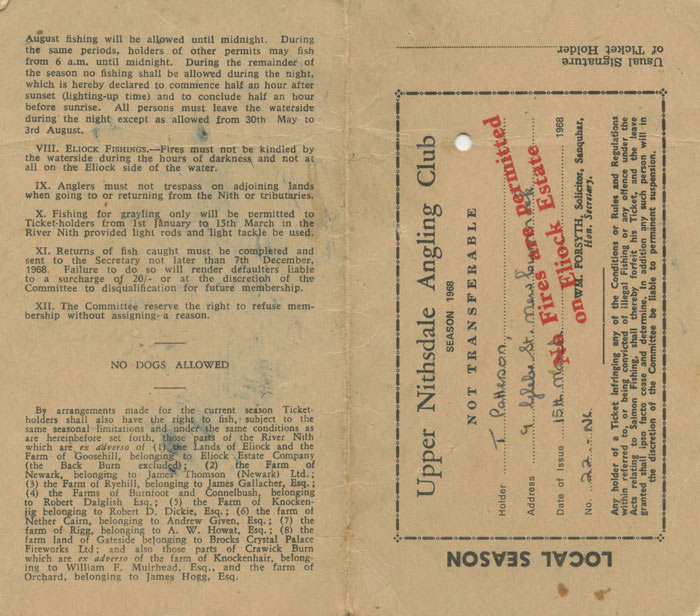 August fishing will be allowed until midnight. During
the same periods, holders of other permits may fish
from 6 a.m. until midnight. During the remainder of
the season no fishing shall be allowed during the night,
which is hereby declared to commence half an hour after
sunset (lighting-up time) and to conclude half an hour
before sunrise. All persons must leave the waterside
during the night except as allowed from 30th May to
3rd August.
VIII. ELIOCK FISHINGS.—Fires must not be kindled by
the waterside during the hours of darkness and not at
all on the Eliock side of the water.
IX. Anglers must not trespass on adjoining lands
when going to or returning from the Nith or tributaries.
X. Fishing for grayling only will be permitted to
Ticket-holders from 1st January to 15th March in the
River Nith provided light rods and light tackle be used.
XI. Returns of fish caught must be completed and
sent to the Secretary not later than 7th December,
1968. Failure to do so will render defaulters liable
to a surcharge of 20/- or at the discretion of the
Committee to disqualification for future membership.
XII. The Committee reserve the right to refuse mem-
bership without assigning a reason.
NO DOGS ALLOWED
By arrangements made for the current season Ticket-
holders shall also have the right to fish, subject to the
same seasonal limitations and under the same conditions as
are hereinbefore set forth, those parts of the River Nith
which are ex adverso of (1) the Lands of Eliock and the
Farm of Goosehill, belonging to Eliock Estate Company
(the Back Burn excluded); (2) the Farm of
Newark, belonging to James Thomson (Newark) Ltd.;
(3) the Farm of Ryehill, belonging to James Gallacher, Esq.;
(4) the Farms of Burnfoot and Connelbush, belonging
to Robert Dalglish Esq.; (5) the Farm of Knocken-
jig belonging to Robert D. Dickie, Esq.; (6) the farm of
Nether Cairn, belonging to Andrew Given, Esq.; (7) the
farm of Rigg, belonging to A. W. Howat, Esq.; (8) the
farm land of Gateside belonging to Brocks Crystal Palace
Fireworks Ltd; and also those parts of Crawick Burn
which are ex adverso of the farm of Knockenhair, belong-
ing to William F. Muirhead, Esq., and the farm of
Orchard, belonging to James Hogg, Esq.
Usual Signature
of Ticket Holder
Upper Nithsdale Angling Club
SEASON 1968
NOT TRANSFERABLE
Holder T Patterson,
Address 9 Glebe St. New
Date of Issue 15th March 1968
No. 22
WM. FORSYTH, Solicitor, Sanquhar,
Hon. Secretary.
No Fires are permitted
on Eliock Estate
Any holder of a Ticket infringing any of the Conditions or Rules and Regulations
within referred to, or being convicted of illegal Fishing or any offence under the
Acts relating to Salmon Fishing, shall thereby forfeit his Ticket, and the leave
granted shall ipso facto cease and determine. In addition any such person will in
the discretion of the Committee be liable to permanent suspension.
LOCAL SEASON